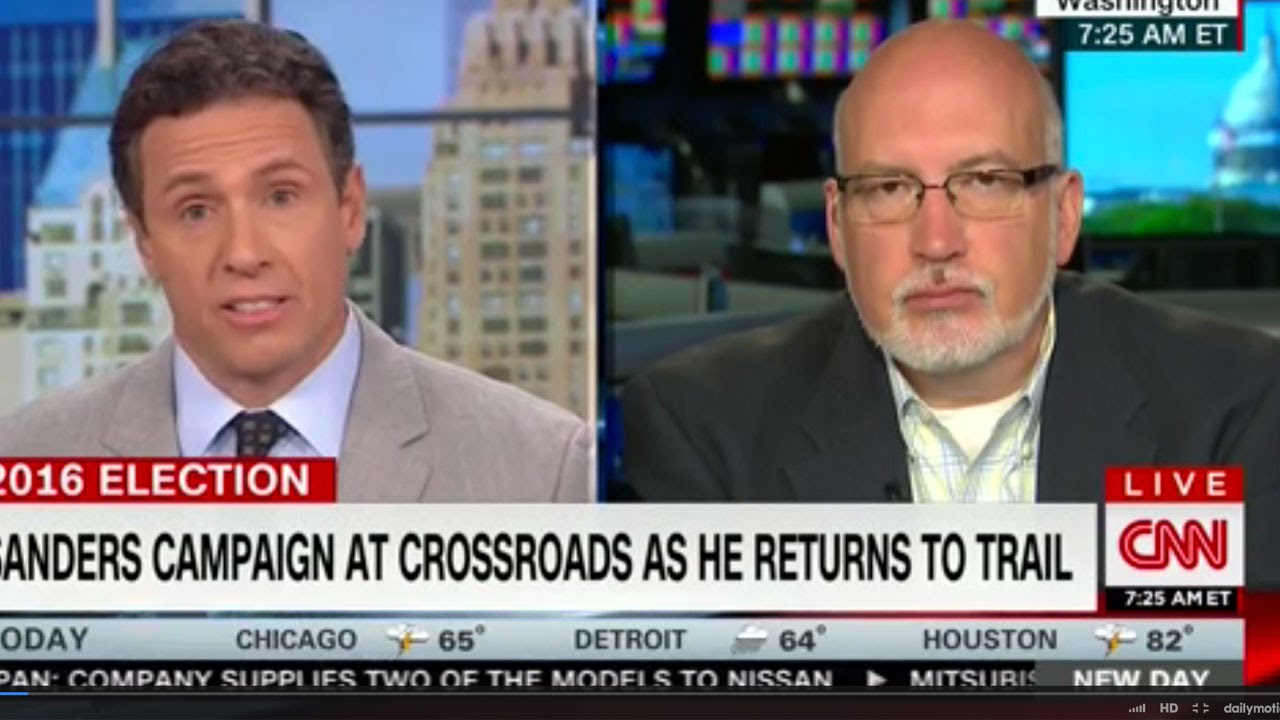 Washington
7:25 AM ET
2016 ELECTION
SANDERS CAMPAIGN AT CROSSROADS AS HE RETURNS TO TRAIL
LIVE
CNN
7:25 AM ET
ODAY CHICAGO 65° DETROIT 64° HOUSTON 82°
PAN: COMPANY SUPPLIES TWO OF THE MODELS TO NISSAN ▶ MITSUBIS
NEW DAY
HD dailymoti